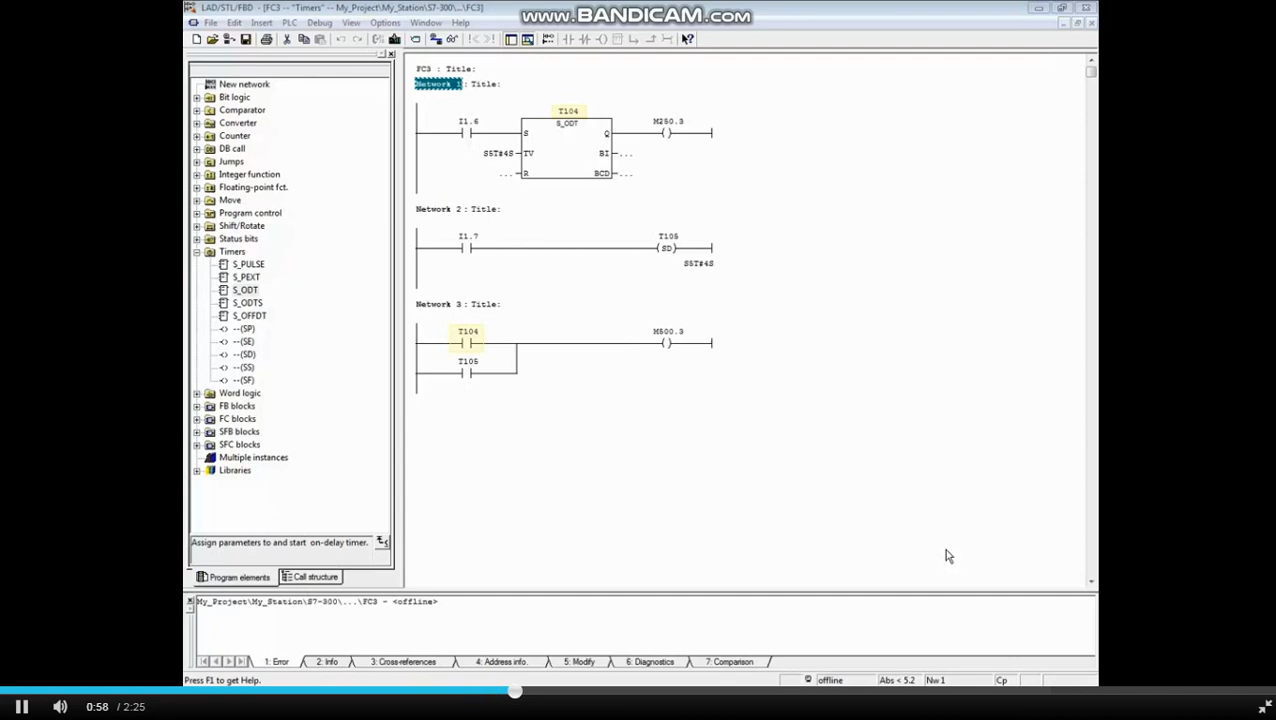 LAD/STL/FBD - [FC3 -- "Timers" -- My_Project\My_Station\S7-300\...\FC3]
www.BANDICAM.com
File Edit Insert PLC Debug View Options Window Help
New network
Bit logic
Comparator
Converter
Counter
DB call
Jumps
Integer function
Floating-point fct.
Move
Program control
Shift/Rotate
Status bits
Timers
S_PULSE
S_PEXT
S_ODT
S_ODTS
S_OFFDT
--(SP)
--(SE)
--(SD)
--(SS)
--(SF)
Word logic
FB blocks
FC blocks
SFB blocks
SFC blocks
Multiple instances
Libraries
Assign parameters to and start on-delay timer.
Program elements Call structure
FC3 : Title:
Network 1: Title:
T104
I1.6 S_ODT M250.3
S Q ( )
S5T#4S TV BI ...
... R BCD ...
Network 2: Title:
I1.7 T105
(SD)
S5T#4S
Network 3: Title:
T104 M500.3
( )
T105
My_Project\My_Station\S7-300\...\FC3 - <offline>
1: Error 2: Info 3: Cross-references 4: Address info. 5: Modify 6: Diagnostics 7: Comparison
Press F1 to get Help. offline Abs < 5.2 Nw 1 Cp
0:58 / 2:25